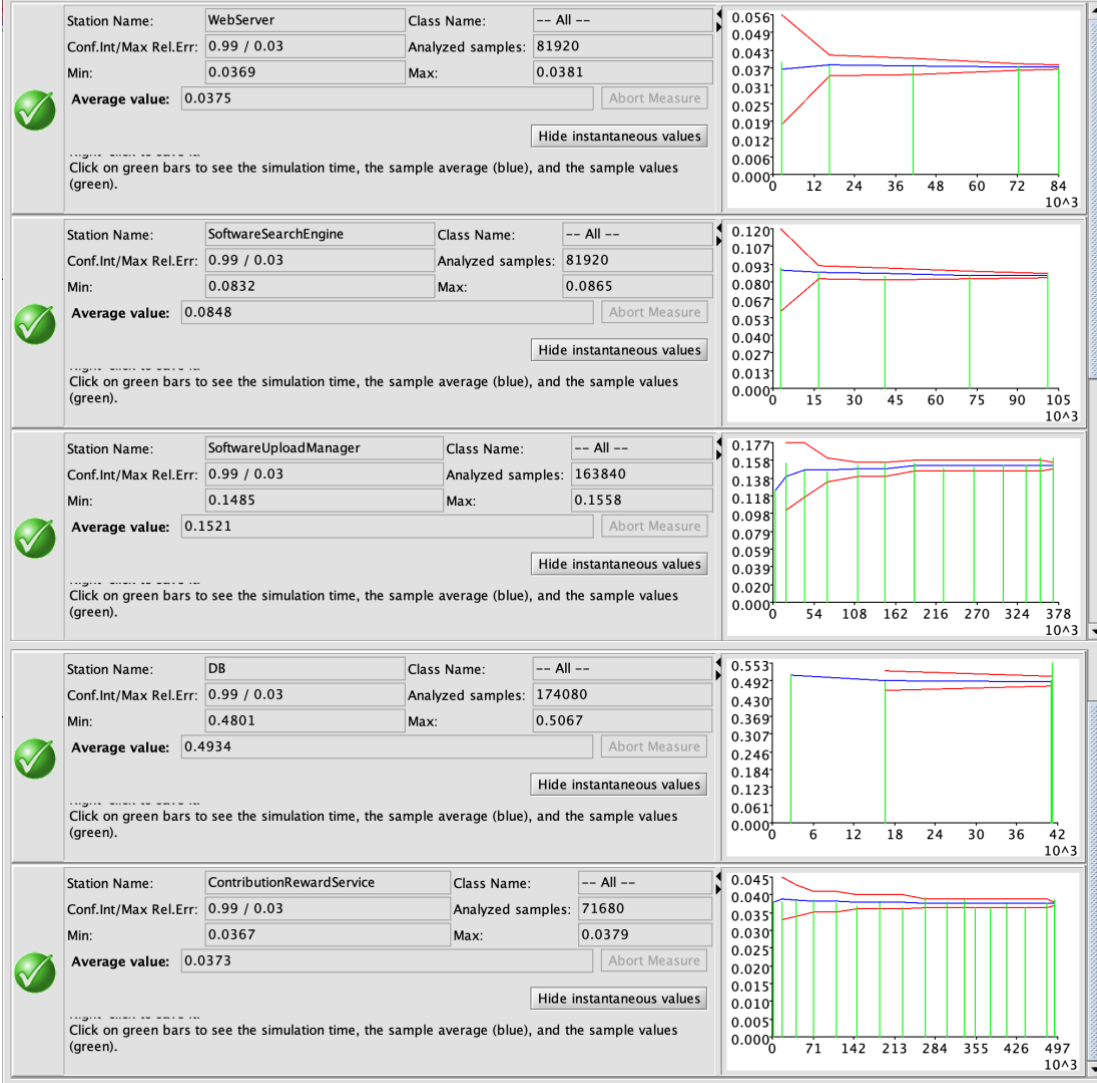 Station Name: WebServer Class Name: -- All --
Conf.Int/Max Rel.Err: 0.99 / 0.03 Analyzed samples: 81920
Min: 0.0369 Max: 0.0381
Average value: 0.0375 Abort Measure
Hide instantaneous values
Click on green bars to see the simulation time, the sample average (blue), and the sample values
(green).
0.056
0.049
0.043
0.037
0.031
0.025
0.019
0.012
0.006
0.000
0 12 24 36 48 60 72 84
10^3
Station Name: SoftwareSearchEngine Class Name: -- All --
Conf.Int/Max Rel.Err: 0.99 / 0.03 Analyzed samples: 81920
Min: 0.0832 Max: 0.0865
Average value: 0.0848 Abort Measure
Hide instantaneous values
Click on green bars to see the simulation time, the sample average (blue), and the sample values
(green).
0.120
0.107
0.093
0.080
0.067
0.053
0.040
0.027
0.013
0.000
0 15 30 45 60 75 90 105
10^3
Station Name: SoftwareUploadManager Class Name: -- All --
Conf.Int/Max Rel.Err: 0.99 / 0.03 Analyzed samples: 163840
Min: 0.1485 Max: 0.1558
Average value: 0.1521 Abort Measure
Hide instantaneous values
Click on green bars to see the simulation time, the sample average (blue), and the sample values
(green).
0.177
0.158
0.138
0.118
0.098
0.079
0.059
0.039
0.020
0.000
0 54 108 162 216 270 324 378
10^3
Station Name: DB Class Name: -- All --
Conf.Int/Max Rel.Err: 0.99 / 0.03 Analyzed samples: 174080
Min: 0.4801 Max: 0.5067
Average value: 0.4934 Abort Measure
Hide instantaneous values
Click on green bars to see the simulation time, the sample average (blue), and the sample values
(green).
0.553
0.492
0.430
0.369
0.307
0.246
0.184
0.123
0.061
0.000
0 6 12 18 24 30 36 42
10^3
Station Name: ContributionRewardService Class Name: -- All --
Conf.Int/Max Rel.Err: 0.99 / 0.03 Analyzed samples: 71680
Min: 0.0367 Max: 0.0379
Average value: 0.0373 Abort Measure
Hide instantaneous values
Click on green bars to see the simulation time, the sample average (blue), and the sample values
(green).
0.045
0.040
0.035
0.030
0.025
0.020
0.015
0.010
0.005
0.000
0 71 142 213 284 355 426 497
10^3